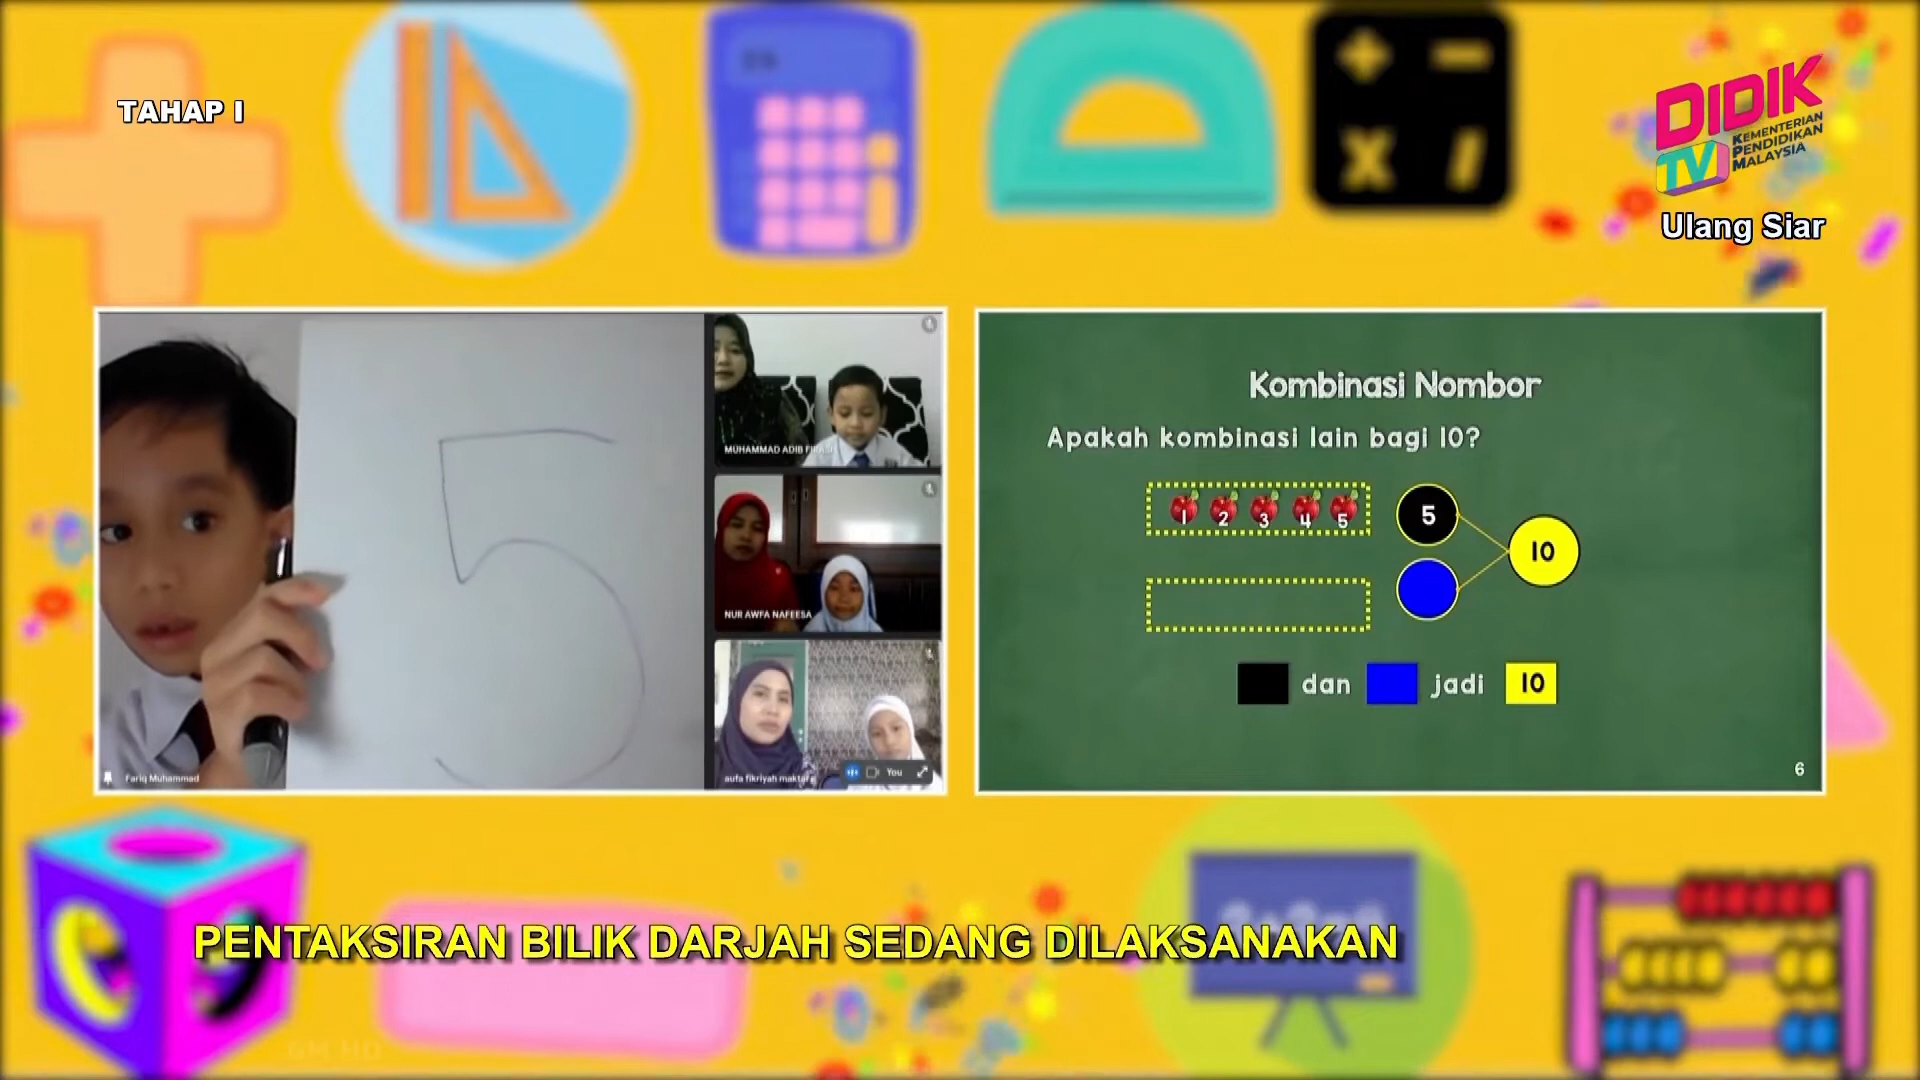 TAHAP I
DIDIK
TV
KEMENTERIAN
PENDIDIKAN
MALAYSIA
Ulang Siar
5
MUHAMMAD ADIB
NUR AWFA NAFEESA
Fariq Muhammad
aufa fikriyah
You
Kombinasi Nombor
Apakah kombinasi lain bagi 10?
1 2 3 4 5
5
10
dan jadi 10
6
PENTAKSIRAN BILIK DARJAH SEDANG DILAKSANAKAN